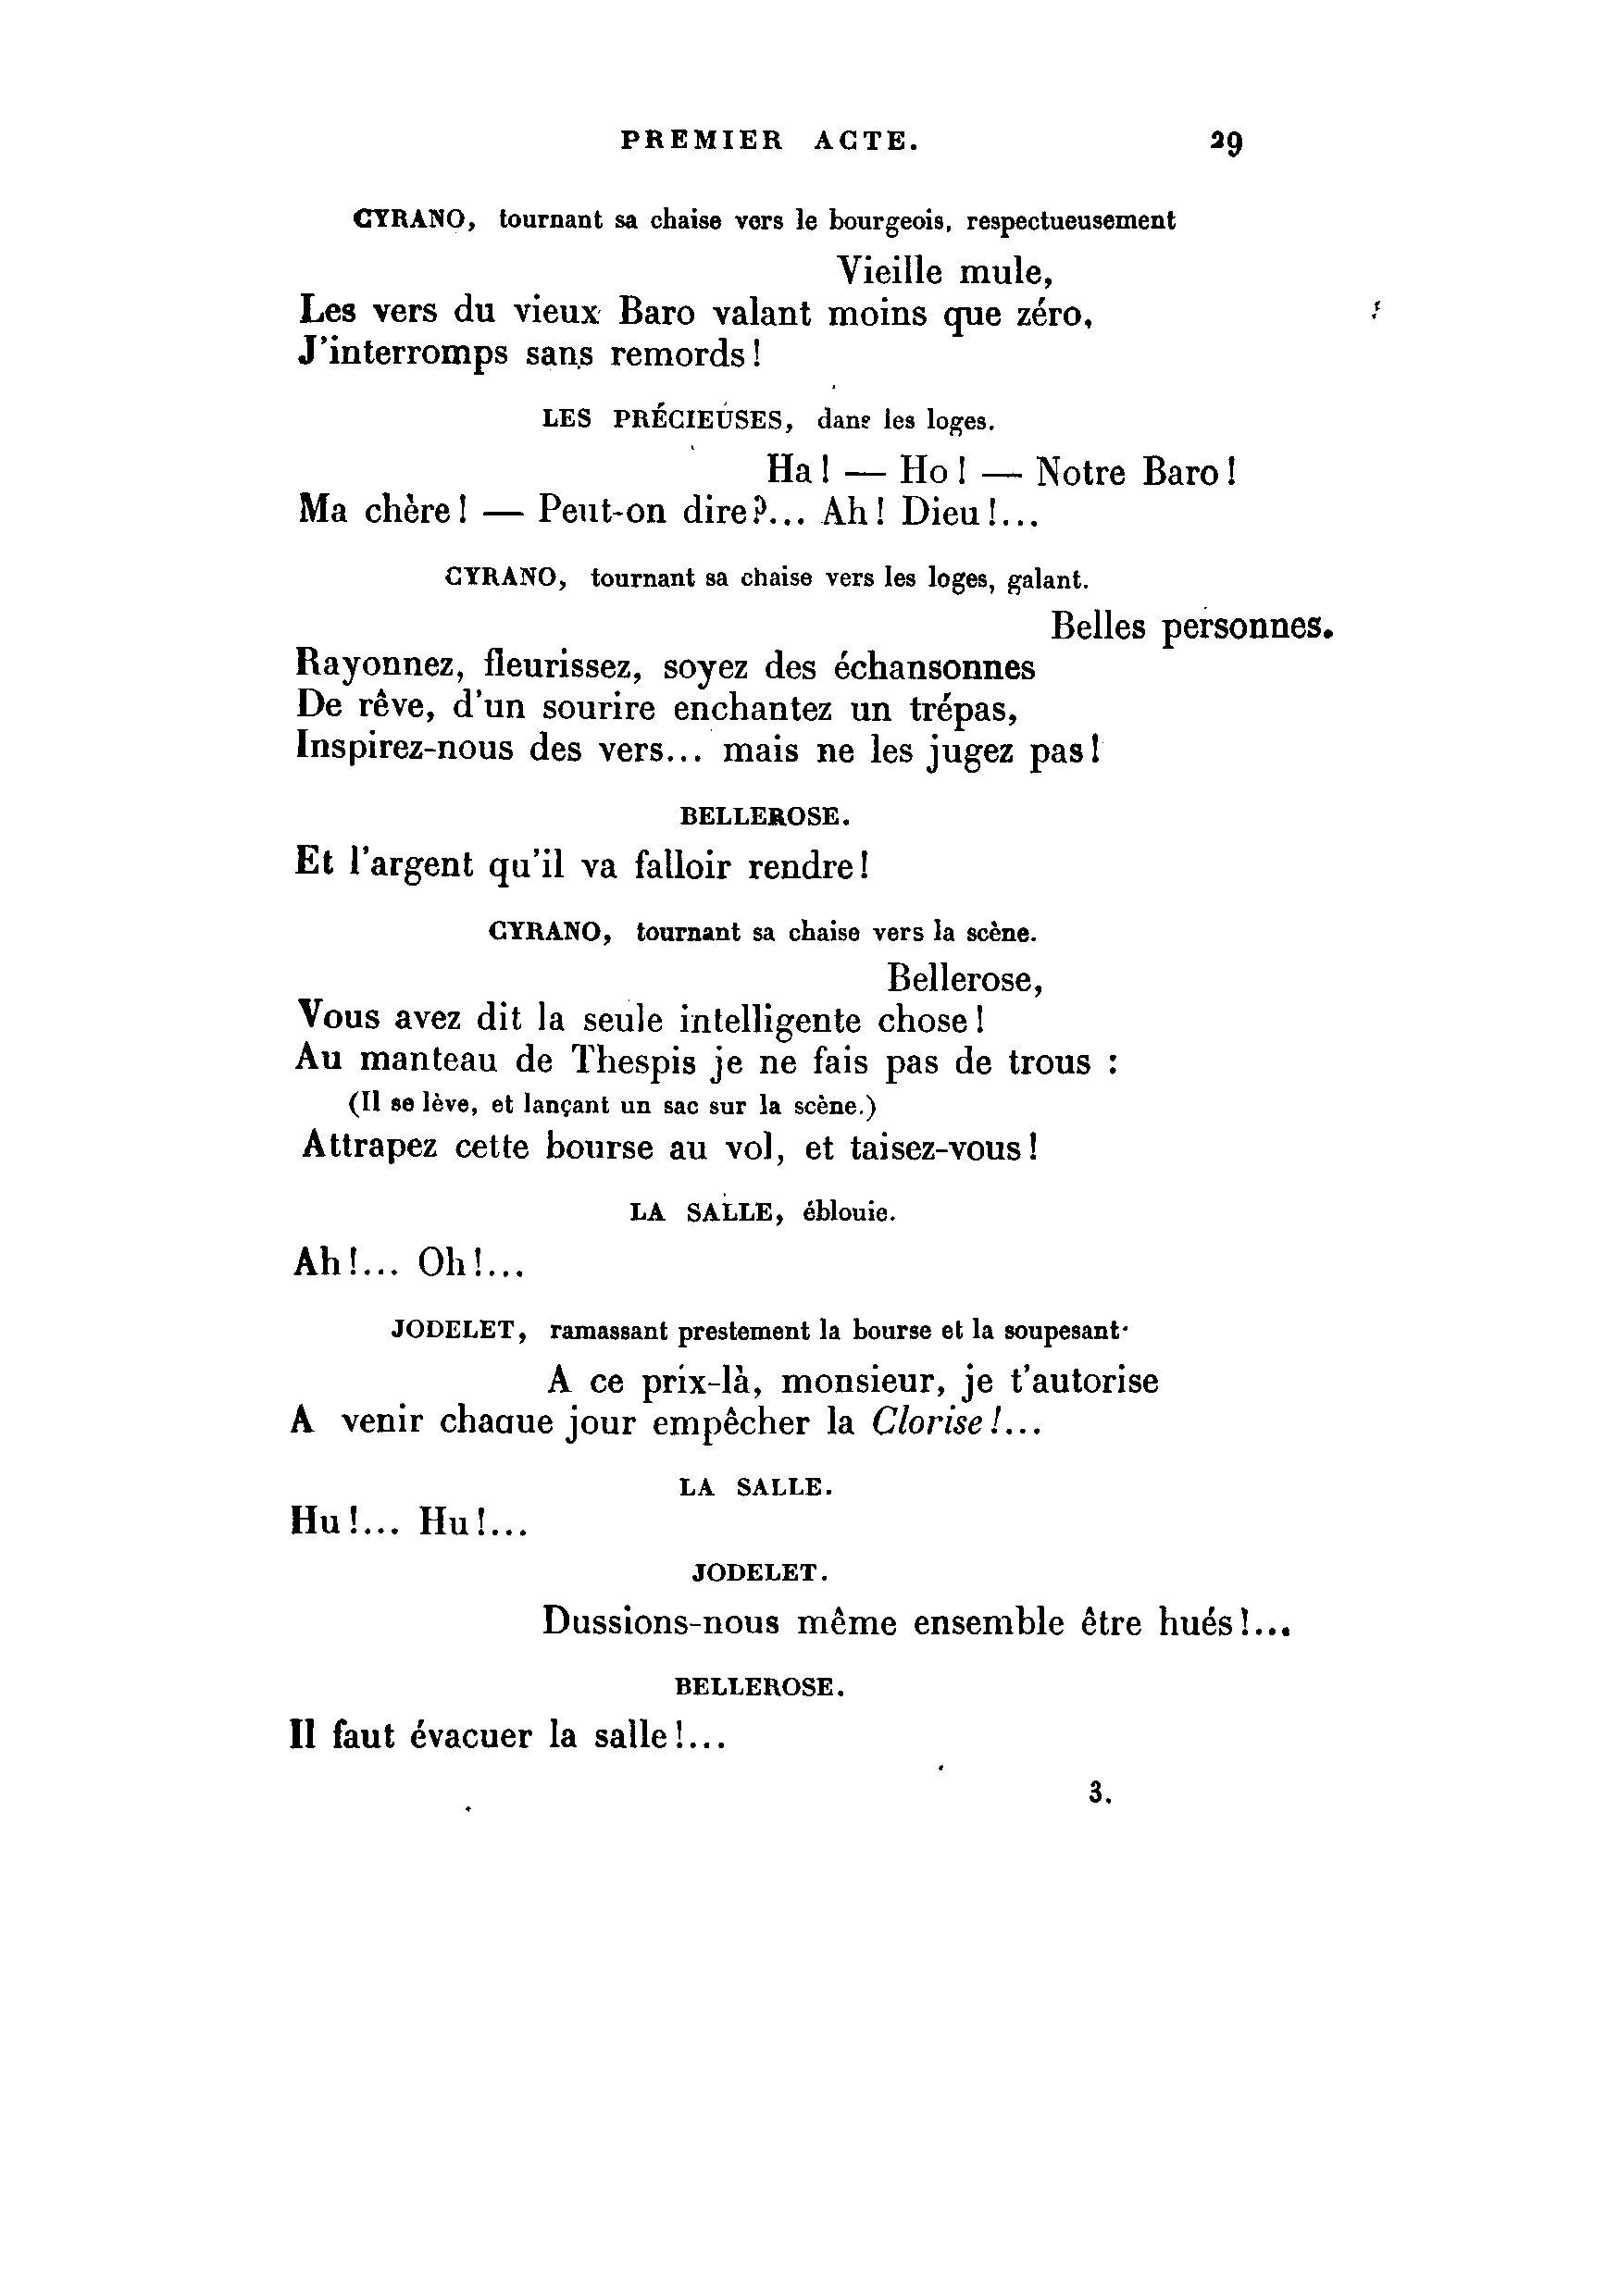 PREMIER ACTE. 29
CYRANO, tournant sa chaise vers le bourgeois, respectueusement
Vieille mule,
Les vers du vieux Baro valant moins que zéro,
J'interromps sans remords !
LES PRÉCIEUSES, dans les loges.
Ha ! — Ho ! — Notre Baro !
Ma chère ! — Peut-on dire ?... Ah ! Dieu !...
CYRANO, tournant sa chaise vers les loges, galant.
Belles personnes.
Rayonnez, fleurissez, soyez des échansonnes
De rêve, d'un sourire enchantez un trépas,
Inspirez-nous des vers... mais ne les jugez pas !
BELLEROSE.
Et l'argent qu'il va falloir rendre !
CYRANO, tournant sa chaise vers la scène.
Bellerose,
Vous avez dit la seule intelligente chose !
Au manteau de Thespis je ne fais pas de trous :
(Il se lève, et lançant un sac sur la scène.)
Attrapez cette bourse au vol, et taisez-vous !
LA SALLE, éblouie.
Ah !... Oh !...
JODELET, ramassant prestement la bourse et la soupesant.
A ce prix-là, monsieur, je t'autorise
A venir chaque jour empêcher la Clorise !...
LA SALLE.
Hu !... Hu !...
JODELET.
Dussions-nous même ensemble être hués !...
BELLEROSE.
Il faut évacuer la salle !...
3.